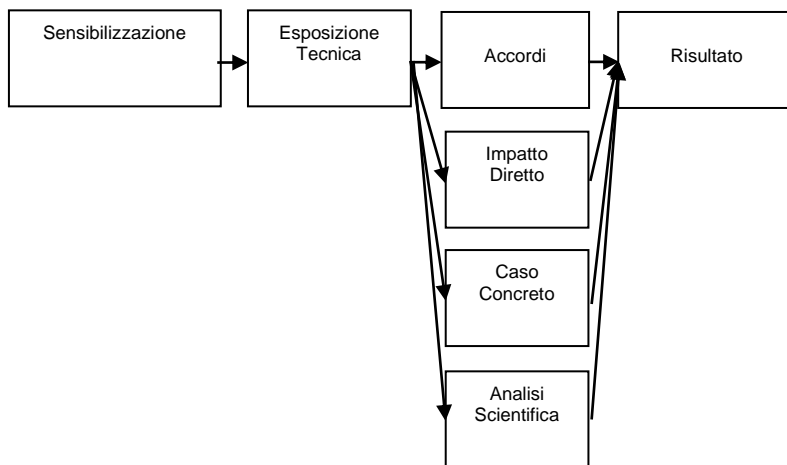 Sensibilizzazione
Esposizione
Tecnica
Accordi
Risultato
Impatto
Diretto
Caso
Concreto
Analisi
Scientifica